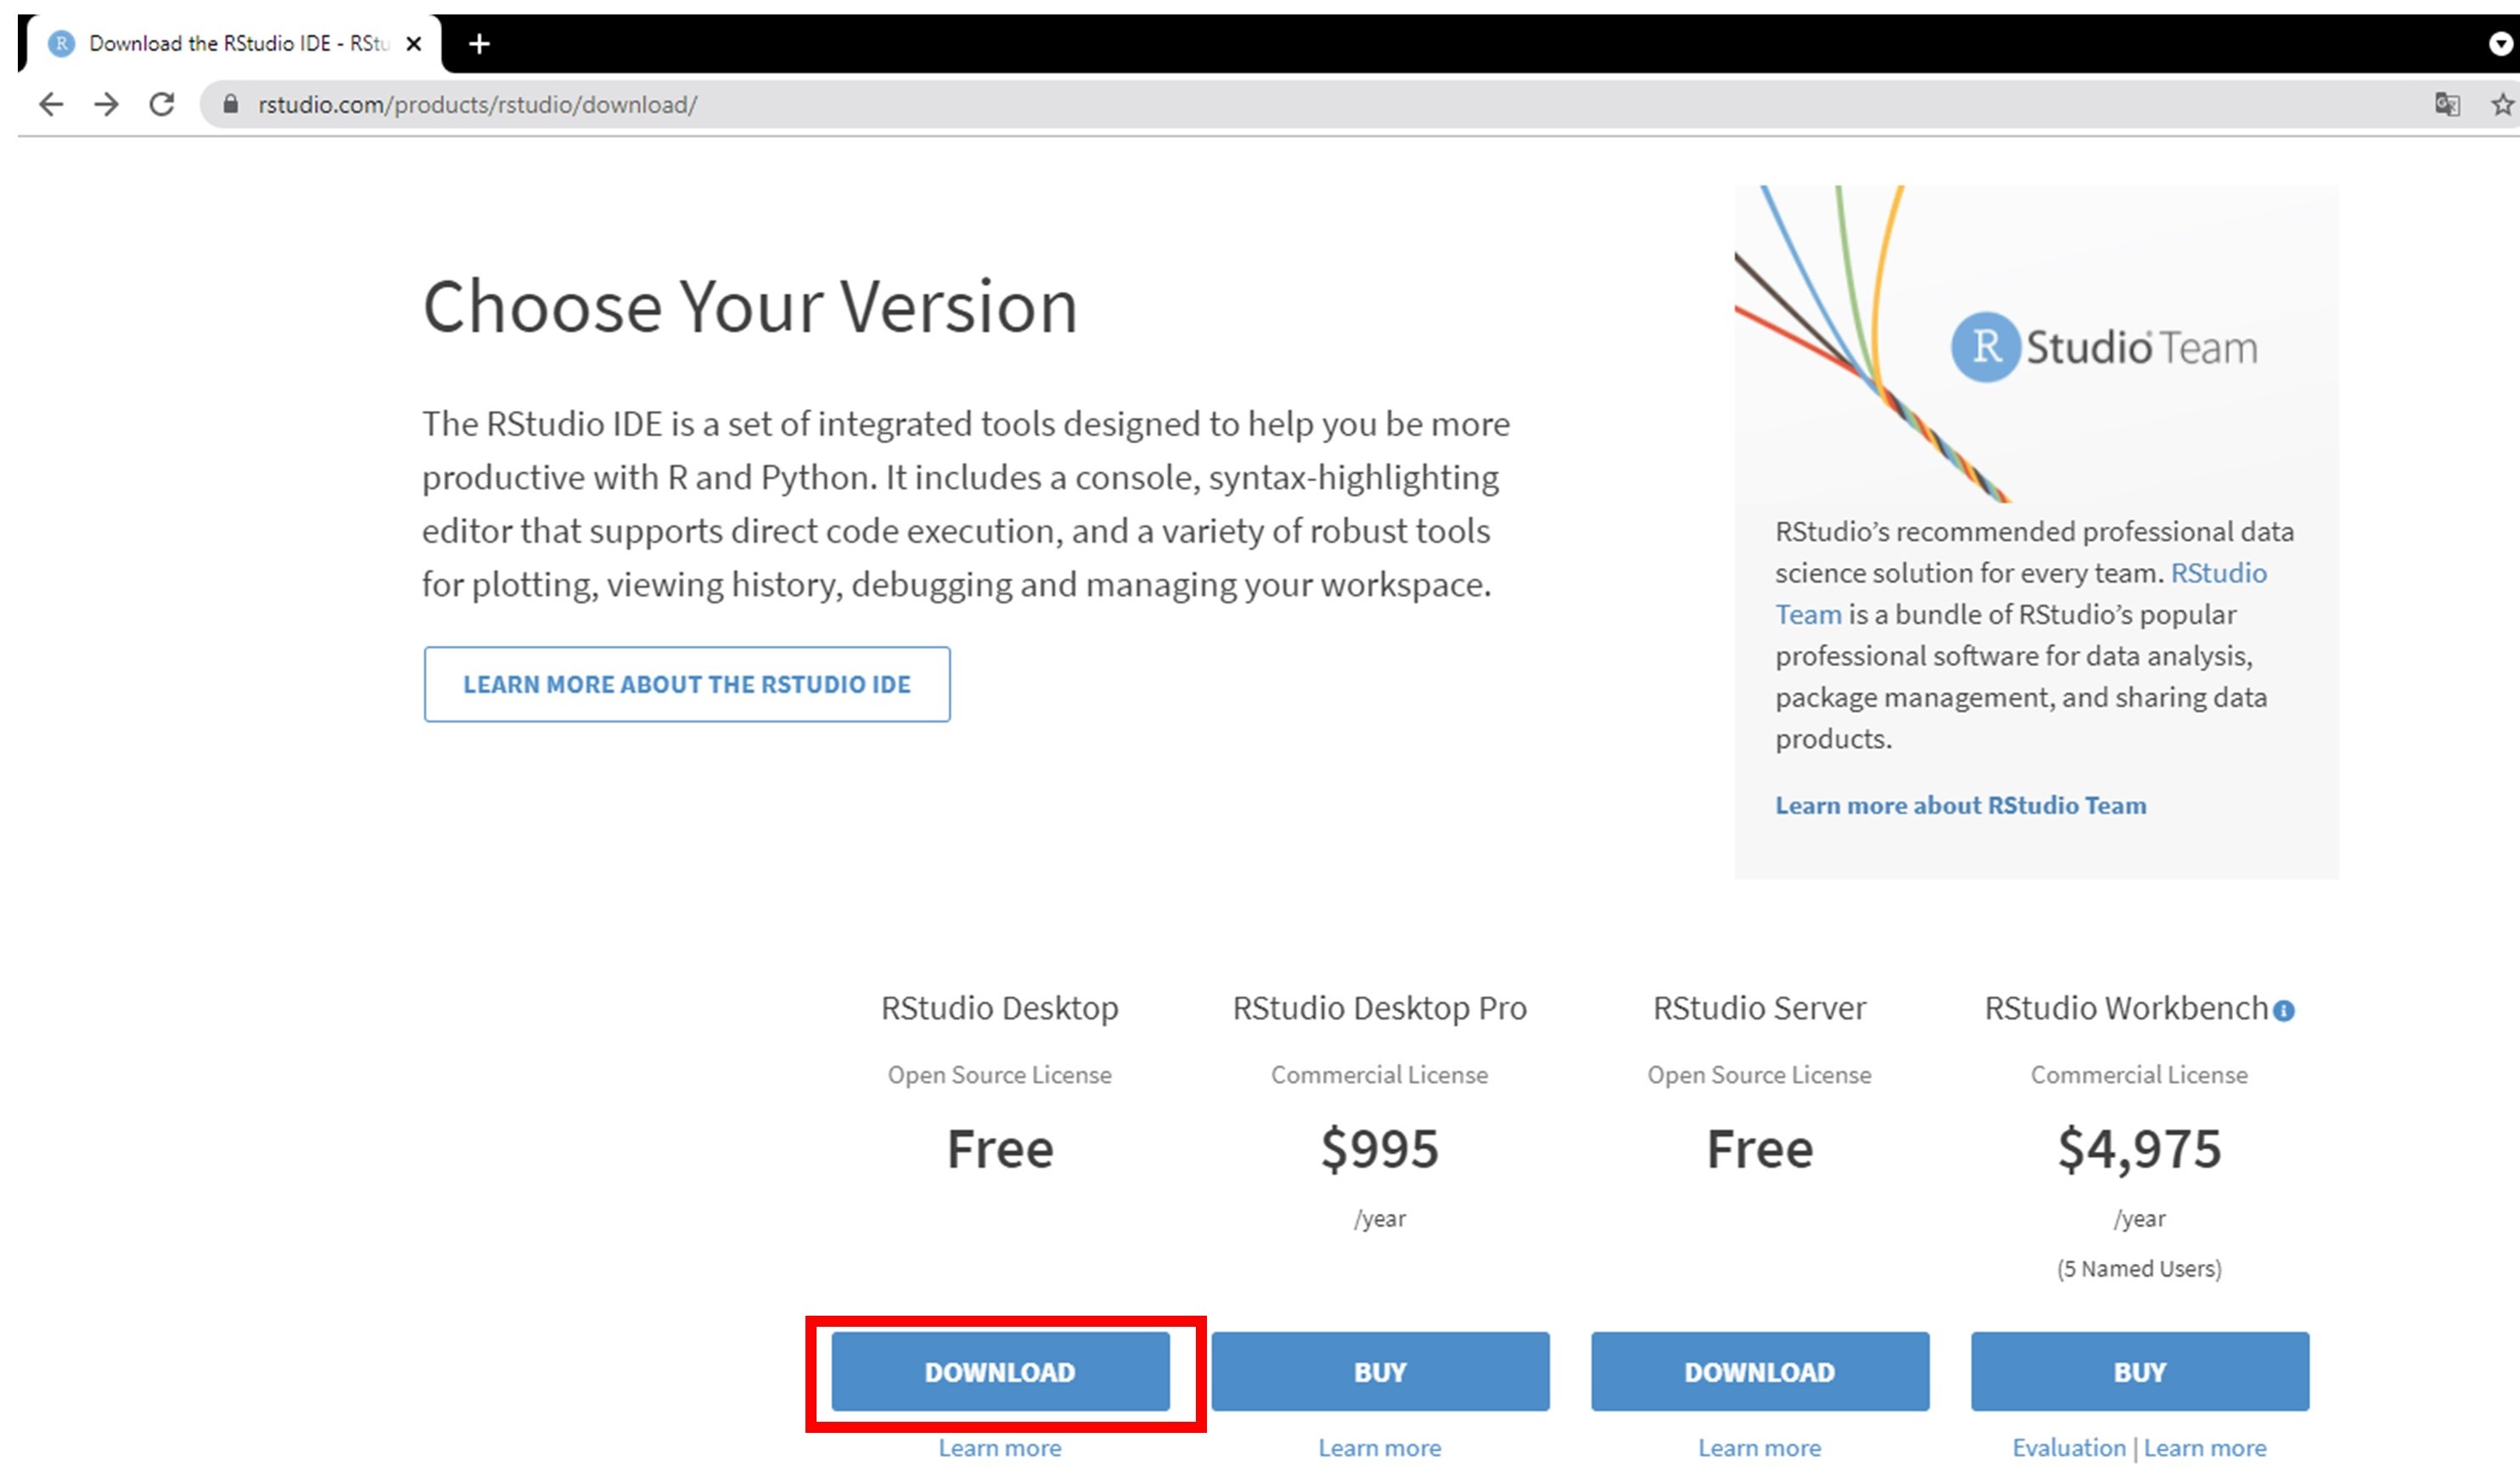 Download the RStudio IDE - RStu
rstudio.com/products/rstudio/download/
Choose Your Version
The RStudio IDE is a set of integrated tools designed to help you be more
productive with R and Python. It includes a console, syntax-highlighting
editor that supports direct code execution, and a variety of robust tools
for plotting, viewing history, debugging and managing your workspace.
LEARN MORE ABOUT THE RSTUDIO IDE
R Studio Team
RStudio’s recommended professional data
science solution for every team. RStudio
Team is a bundle of RStudio’s popular
professional software for data analysis,
package management, and sharing data
products.
Learn more about RStudio Team
RStudio Desktop RStudio Desktop Pro RStudio Server RStudio Workbench
Open Source License Commercial License Open Source License Commercial License
Free $995 Free $4,975
/year /year
(5 Named Users)
DOWNLOAD BUY DOWNLOAD BUY
Learn more Learn more Learn more Evaluation | Learn more